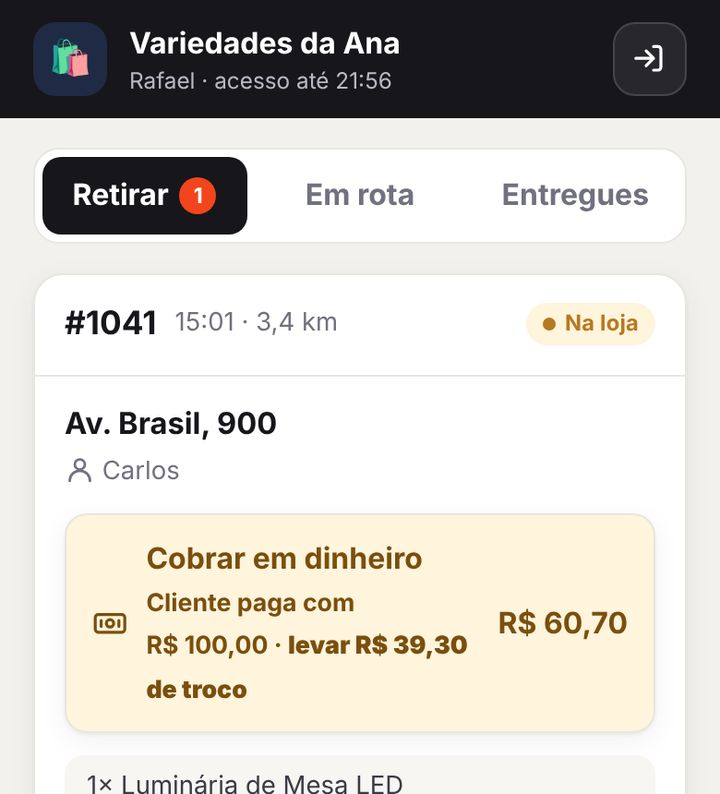 Variedades da Ana
Rafael · acesso até 21:56
Retirar 1 Em rota Entregues
#1041 15:01 · 3,4 km Na loja
Av. Brasil, 900
Carlos
Cobrar em dinheiro
Cliente paga com
R$ 100,00 · levar R$ 39,30
de troco
R$ 60,70
1× Luminária de Mesa LED